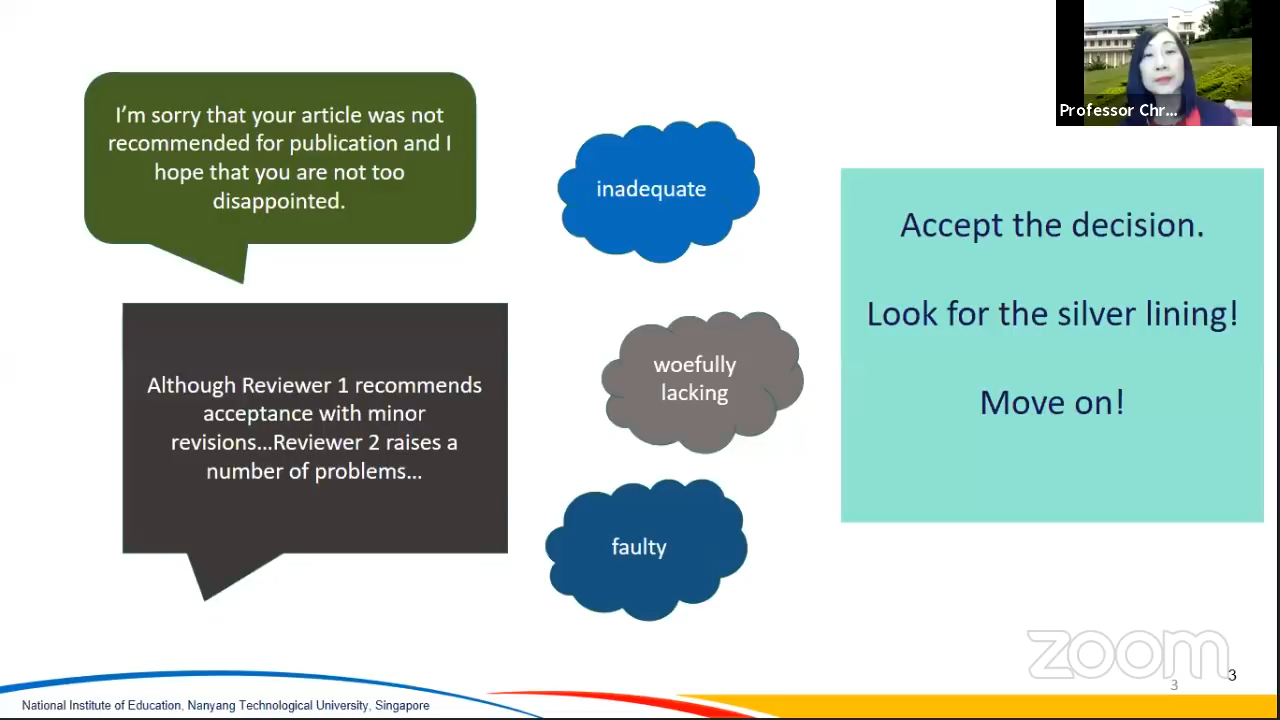 Professor Chr...
I'm sorry that your article was not
recommended for publication and I
hope that you are not too
disappointed.
inadequate
Accept the decision.
Look for the silver lining!
Move on!
woefully
lacking
Although Reviewer 1 recommends
acceptance with minor
revisions...Reviewer 2 raises a
number of problems...
faulty
zoom
3
3
National Institute of Education, Nanyang Technological University, Singapore